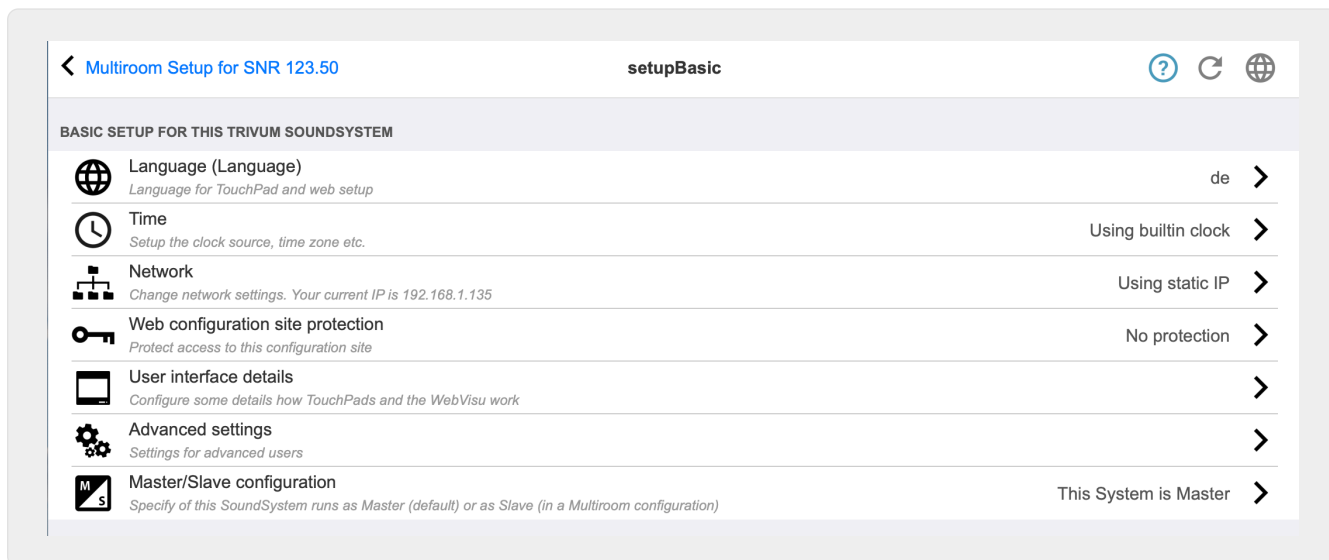 Multiroom Setup for SNR 123.50 setupBasic ?
BASIC SETUP FOR THIS TRIVUM SOUNDSYSTEM
Language (Language)
Language for TouchPad and web setup
de
Time
Setup the clock source, time zone etc.
Using builtin clock
Network
Change network settings. Your current IP is 192.168.1.135
Using static IP
Web configuration site protection
Protect access to this configuration site
No protection
User interface details
Configure some details how TouchPads and the WebVisu work
Advanced settings
Settings for advanced users
M
S
Master/Slave configuration
Specify of this SoundSystem runs as Master (default) or as Slave (in a Multiroom configuration)
This System is Master